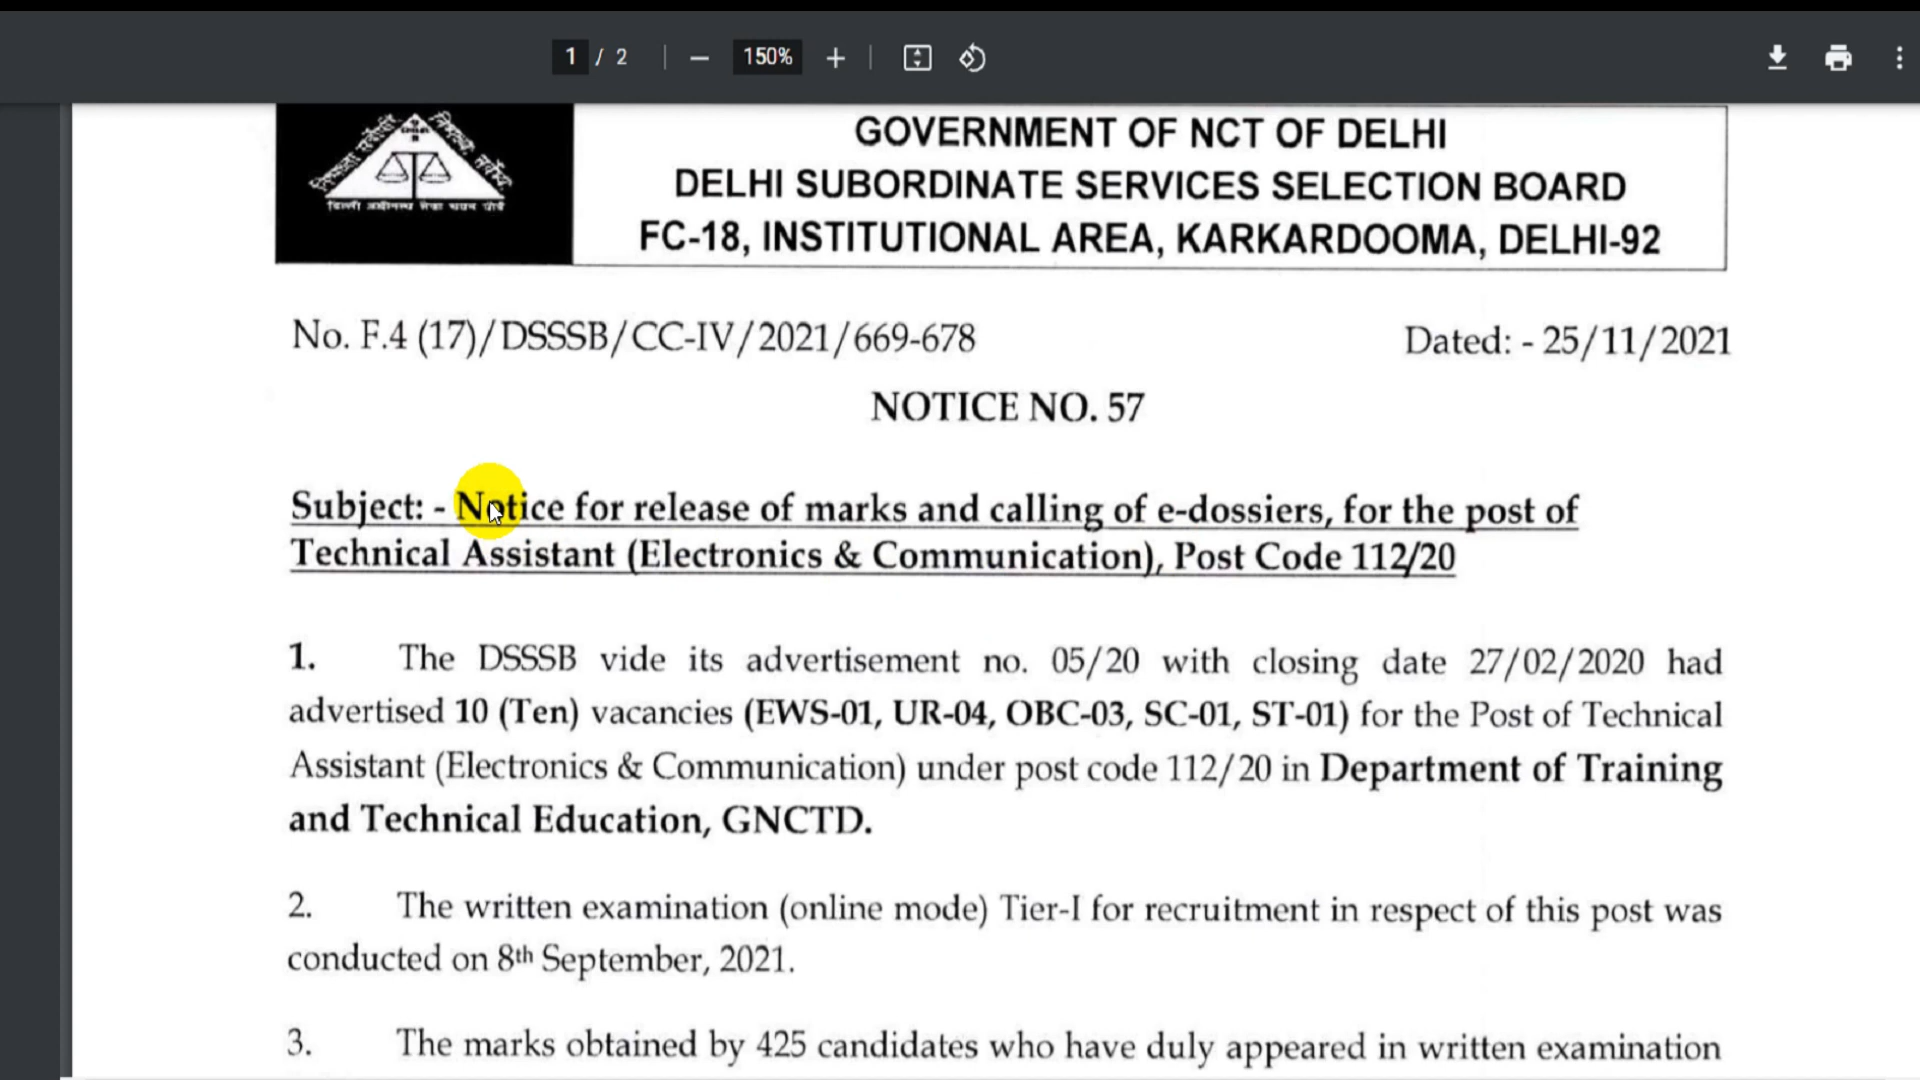 1 / 2 150%
GOVERNMENT OF NCT OF DELHI
DELHI SUBORDINATE SERVICES SELECTION BOARD
FC-18, INSTITUTIONAL AREA, KARKARDOOMA, DELHI-92
No. F.4 (17)/DSSSB/CC-IV/2021/669-678 Dated: - 25/11/2021
NOTICE NO. 57
Subject: - Notice for release of marks and calling of e-dossiers, for the post of
Technical Assistant (Electronics & Communication), Post Code 112/20
1. The DSSSB vide its advertisement no. 05/20 with closing date 27/02/2020 had
advertised 10 (Ten) vacancies (EWS-01, UR-04, OBC-03, SC-01, ST-01) for the Post of Technical
Assistant (Electronics & Communication) under post code 112/20 in Department of Training
and Technical Education, GNCTD.
2. The written examination (online mode) Tier-I for recruitment in respect of this post was
conducted on 8th September, 2021.
3. The marks obtained by 425 candidates who have duly appeared in written examination